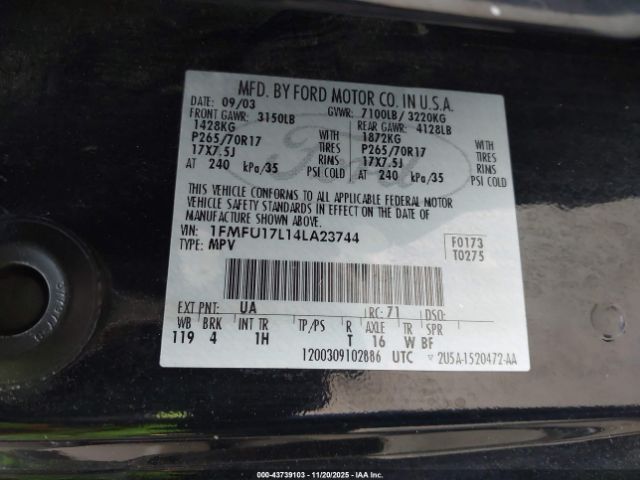 MFD. BY FORD MOTOR CO. IN U.S.A.
DATE: 09/03 GVWR: 7100LB/ 3220KG
FRONT GAWR: 3150LB REAR GAWR: 4128LB
1428KG WITH 1872KG WITH
P265/70R17 TIRES P265/70R17 TIRES
17X7.5J RIMS 17X7.5J RIMS
AT 240 kPa/35 PSI COLD AT 240 kPa/35 PSI COLD
THIS VEHICLE CONFORMS TO ALL APPLICABLE FEDERAL MOTOR
VEHICLE SAFETY STANDARDS IN EFFECT ON THE DATE OF
MANUFACTURE SHOWN ABOVE.
VIN: 1FMFU17L14LA23744 F0173
TYPE: MPV T0275
EXT PNT: UA RC: 71 DSO:
WB BRK INT TR TP/PS R AXLE TR SPR
119 4 1H T 16 W BF
1200309102886 UTC 2U5A-1520472-AA
Ford
000-43739103 - 11/20/2025 - IAA Inc.